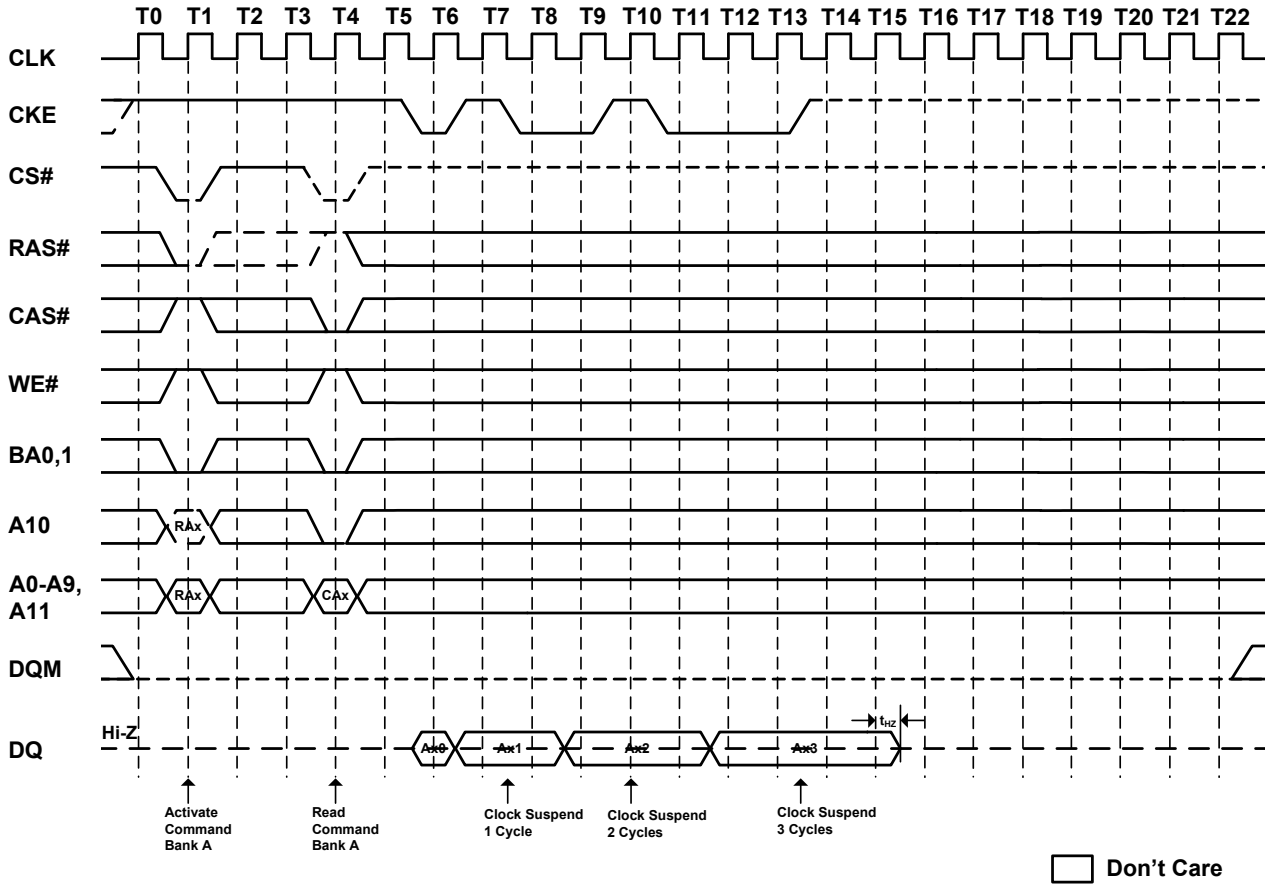 T0 T1 T2 T3 T4 T5 T6 T7 T8 T9 T10 T11 T12 T13 T14 T15 T16 T17 T18 T19 T20 T21 T22
CLK
CKE
CS#
RAS#
CAS#
WE#
BA0,1
A10
RAx
A0-A9,
A11
RAx
CAx
DQM
tHZ
Hi-Z
DQ
Ax0
Ax1
Ax2
Ax3
Activate
Command
Bank A
Read
Command
Bank A
Clock Suspend
1 Cycle
Clock Suspend
2 Cycles
Clock Suspend
3 Cycles
Don't Care